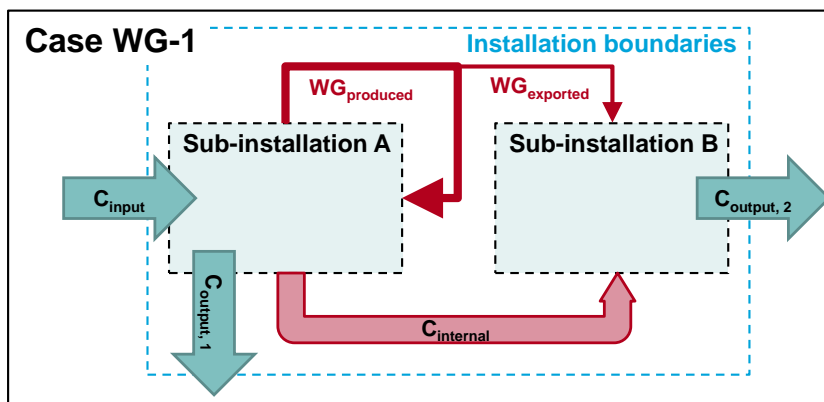 Case WG-1
Installation boundaries
WGproduced
WGexported
Sub-installation A
Sub-installation B
Cinput
Coutput, 2
Coutput, 1
Cinternal